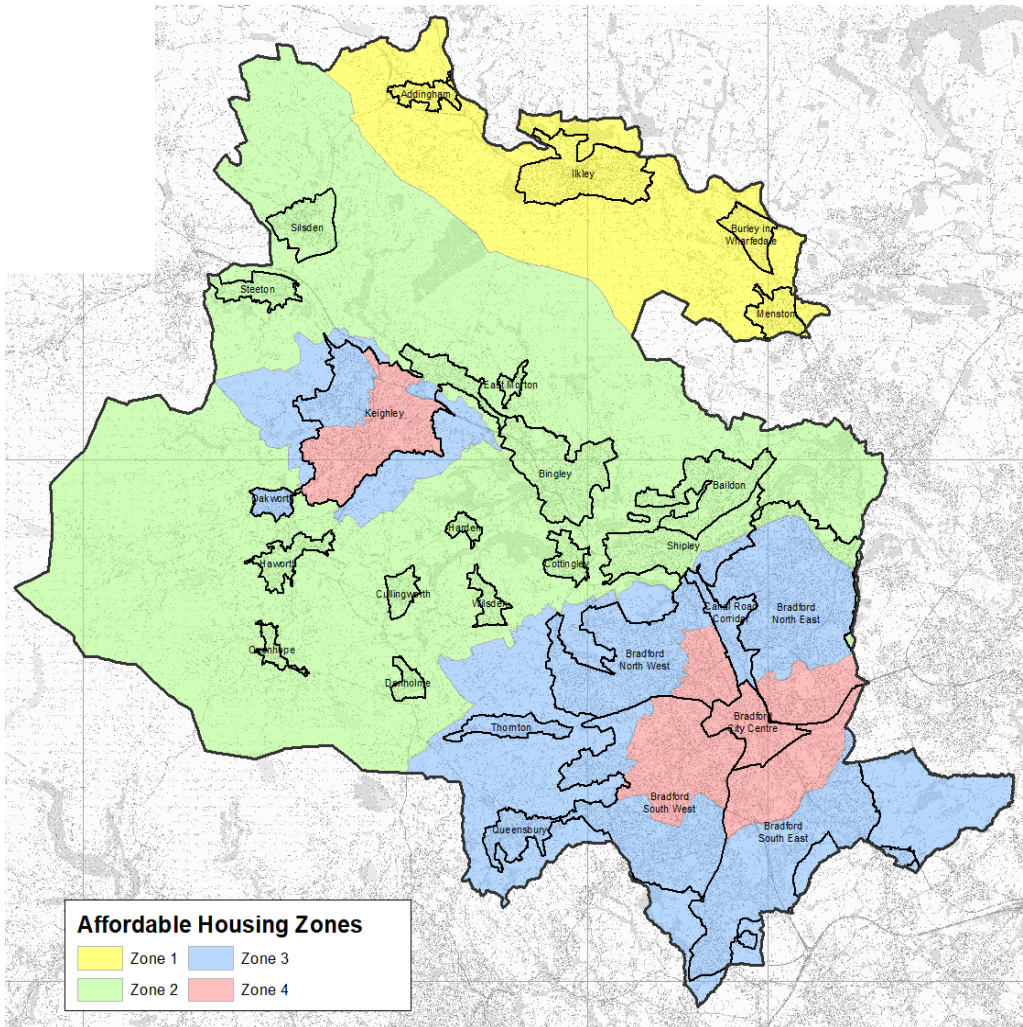 Addingham
Ilkley
Burley in
Wharfedale
Silsden
Steeton
Menston
East Morton
Keighley
Bingley
Baildon
Oakworth
Harden
Shipley
Haworth
Cottingley
Cullingworth
Wilsden
Canal Road
Corridor
Bradford
North East
Oxenhope
Bradford
North West
Denholme
Thornton
Bradford
City Centre
Bradford
South West
Queensbury
Bradford
South East
Affordable Housing Zones
Zone 1
Zone 3
Zone 2
Zone 4